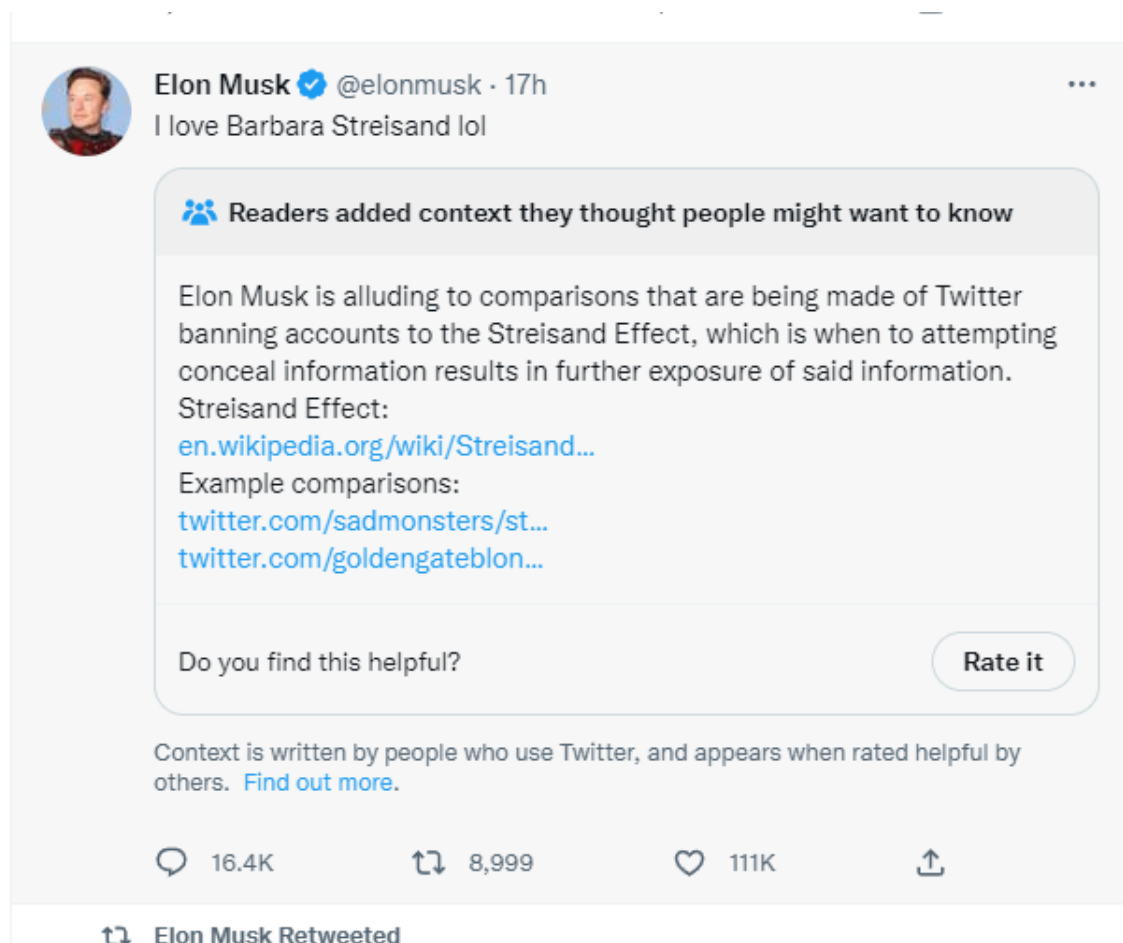 Elon Musk @elonmusk · 17h
I love Barbara Streisand lol
Readers added context they thought people might want to know
Elon Musk is alluding to comparisons that are being made of Twitter
banning accounts to the Streisand Effect, which is when to attempting
conceal information results in further exposure of said information.
Streisand Effect:
en.wikipedia.org/wiki/Streisand...
Example comparisons:
twitter.com/sadmonsters/st...
twitter.com/goldengateblon...
Do you find this helpful?
Rate it
Context is written by people who use Twitter, and appears when rated helpful by
others. Find out more.
16.4K 8,999 111K
Elon Musk Retweeted